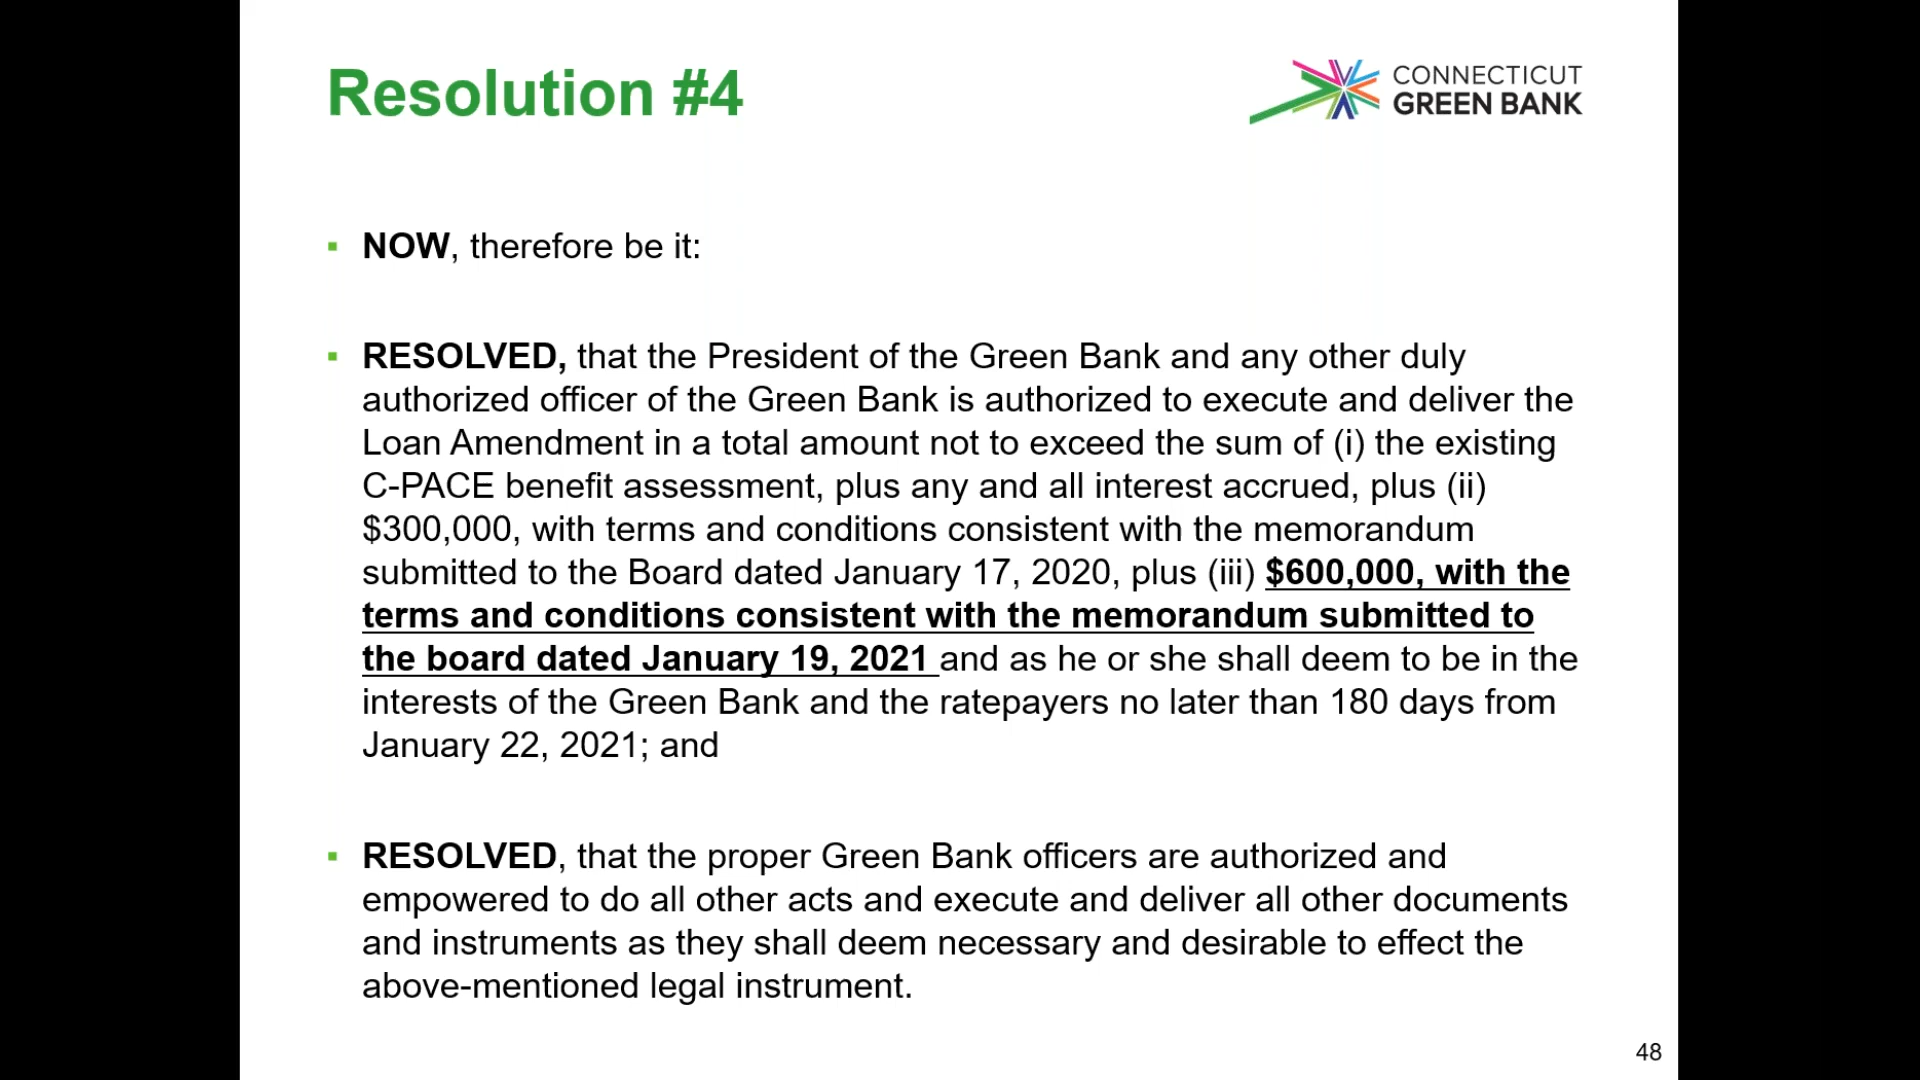 Resolution #4
CONNECTICUT
GREEN BANK
▪ NOW, therefore be it:
▪ RESOLVED, that the President of the Green Bank and any other duly
authorized officer of the Green Bank is authorized to execute and deliver the
Loan Amendment in a total amount not to exceed the sum of (i) the existing
C-PACE benefit assessment, plus any and all interest accrued, plus (ii)
$300,000, with terms and conditions consistent with the memorandum
submitted to the Board dated January 17, 2020, plus (iii) $600,000, with the
terms and conditions consistent with the memorandum submitted to
the board dated January 19, 2021 and as he or she shall deem to be in the
interests of the Green Bank and the ratepayers no later than 180 days from
January 22, 2021; and
▪ RESOLVED, that the proper Green Bank officers are authorized and
empowered to do all other acts and execute and deliver all other documents
and instruments as they shall deem necessary and desirable to effect the
above-mentioned legal instrument.
48